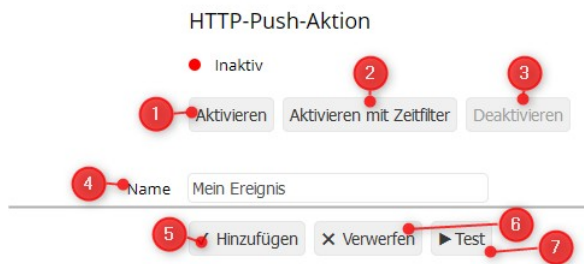 HTTP-Push-Aktion
Inaktiv
1 Aktivieren 2 Aktivieren mit Zeitfilter 3 Deaktivieren
4 Name Mein Ereignis
5 ✓ Hinzufügen ✕ Verwerfen 6 ▶ Test 7